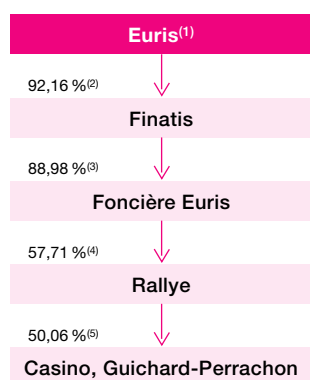 Euris(1)
92,16 %(2)
Finatis
88,98 %(3)
Foncière Euris
57,71 %(4)
Rallye
50,06 %(5)
Casino, Guichard-Perrachon